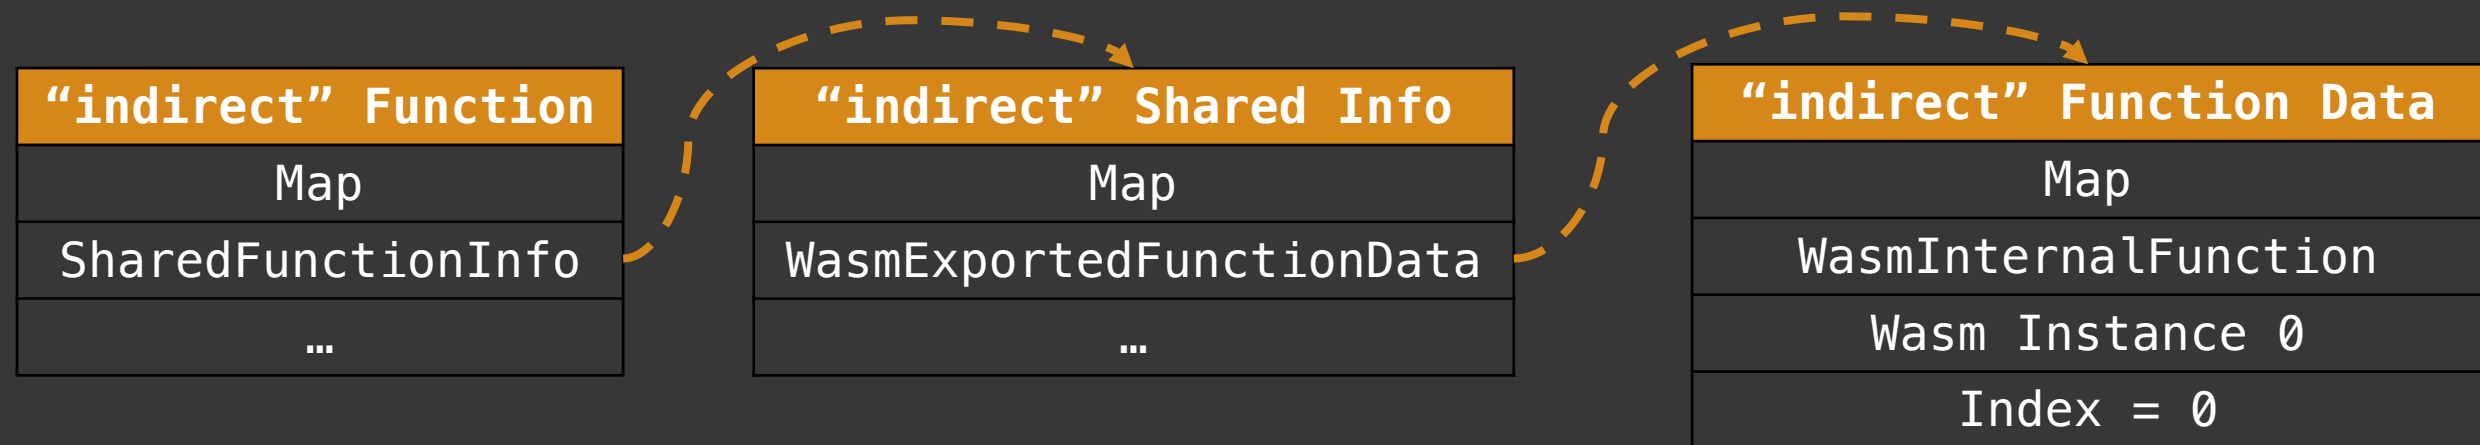 “indirect” Function
Map
SharedFunctionInfo
…
“indirect” Shared Info
Map
WasmExportedFunctionData
…
“indirect” Function Data
Map
WasmInternalFunction
Wasm Instance 0
Index = 0